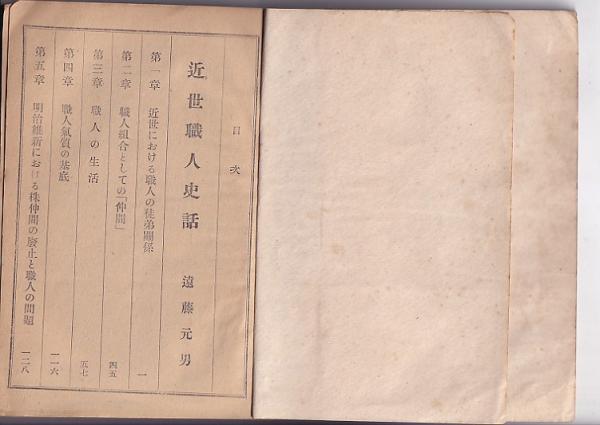 目次
近世職人史話 遠藤元男
第一章 近世における職人の徒弟關係 一
第二章 職人組合としての「仲間」 四五
第三章 職人の生活 五七
第四章 職人氣質の基底 一一六
第五章 明治維新における株仲間の廢止と職人の問題 一二八